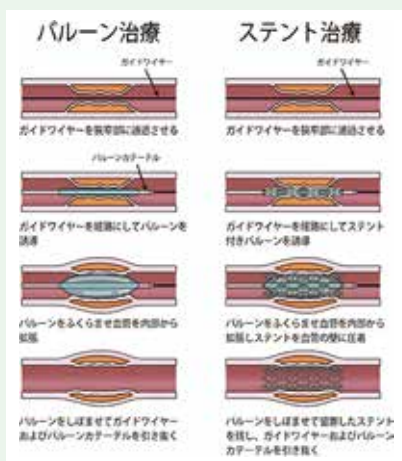 バルーン治療
ガイドワイヤー
ガイドワイヤーを狭窄部に通過させる
バルーンカテーテル
ガイドワイヤーを経路にしてバルーンを
誘導
バルーンをふくらませ血管を内部から
拡張
バルーンをしぼませてガイドワイヤー
およびバルーンカテーテルを引き抜く
ステント治療
ガイドワイヤー
ガイドワイヤーを狭窄部に通過させる
ガイドワイヤーを経路にしてステント
付きバルーンを誘導
バルーンをふくらませ血管を内部から
拡張しステントを血管の壁に圧着
バルーンをしぼませて留置したステント
を残し、ガイドワイヤーおよびバルーン
カテーテルを引き抜く